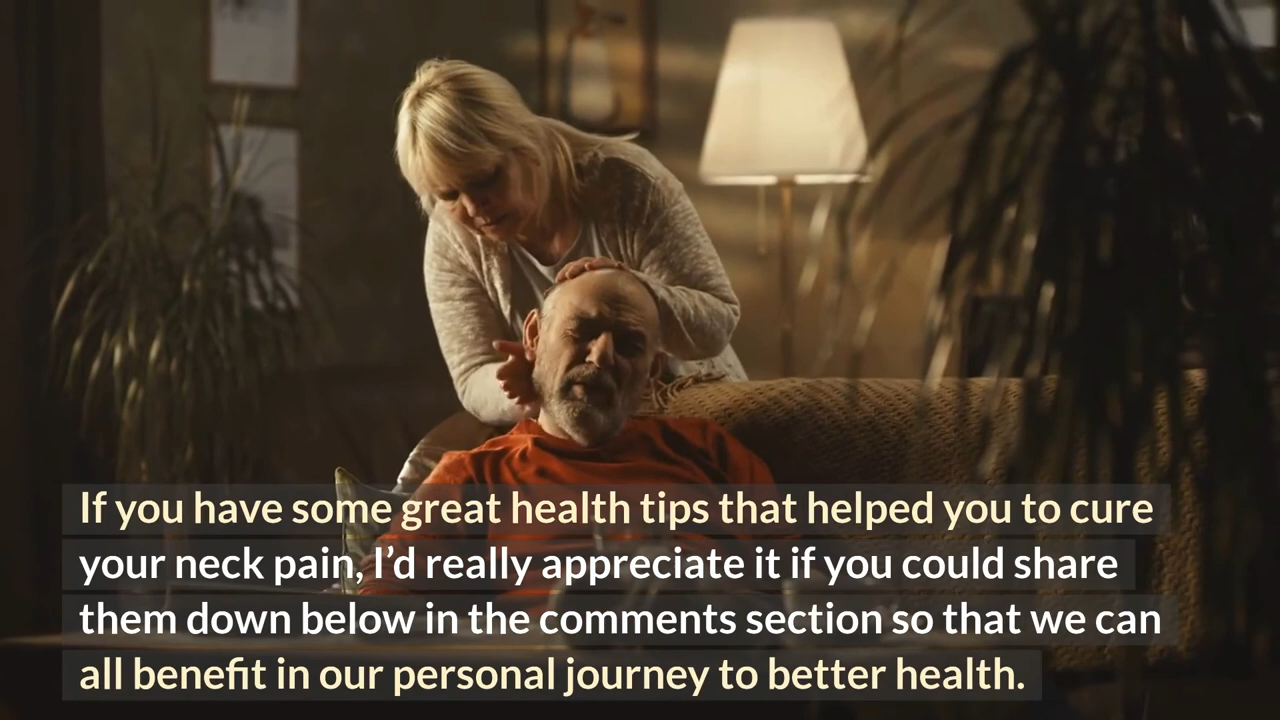 If you have some great health tips that helped you to cure
your neck pain, I’d really appreciate it if you could share
them down below in the comments section so that we can
all benefit in our personal journey to better health.